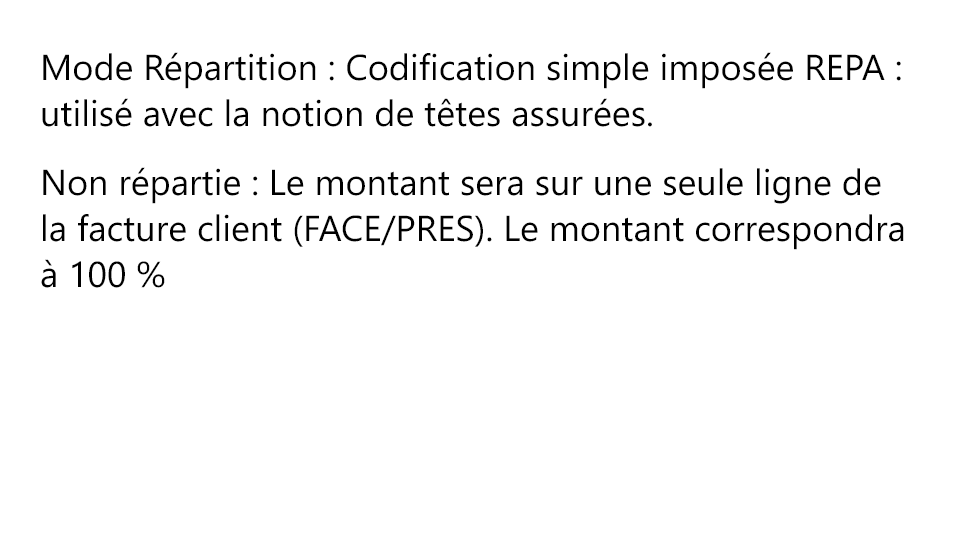 Mode Répartition : Codification simple imposée REPA :
utilisé avec la notion de têtes assurées.
Non répartie : Le montant sera sur une seule ligne de
la facture client (FACE/PRES). Le montant correspondra
à 100 %